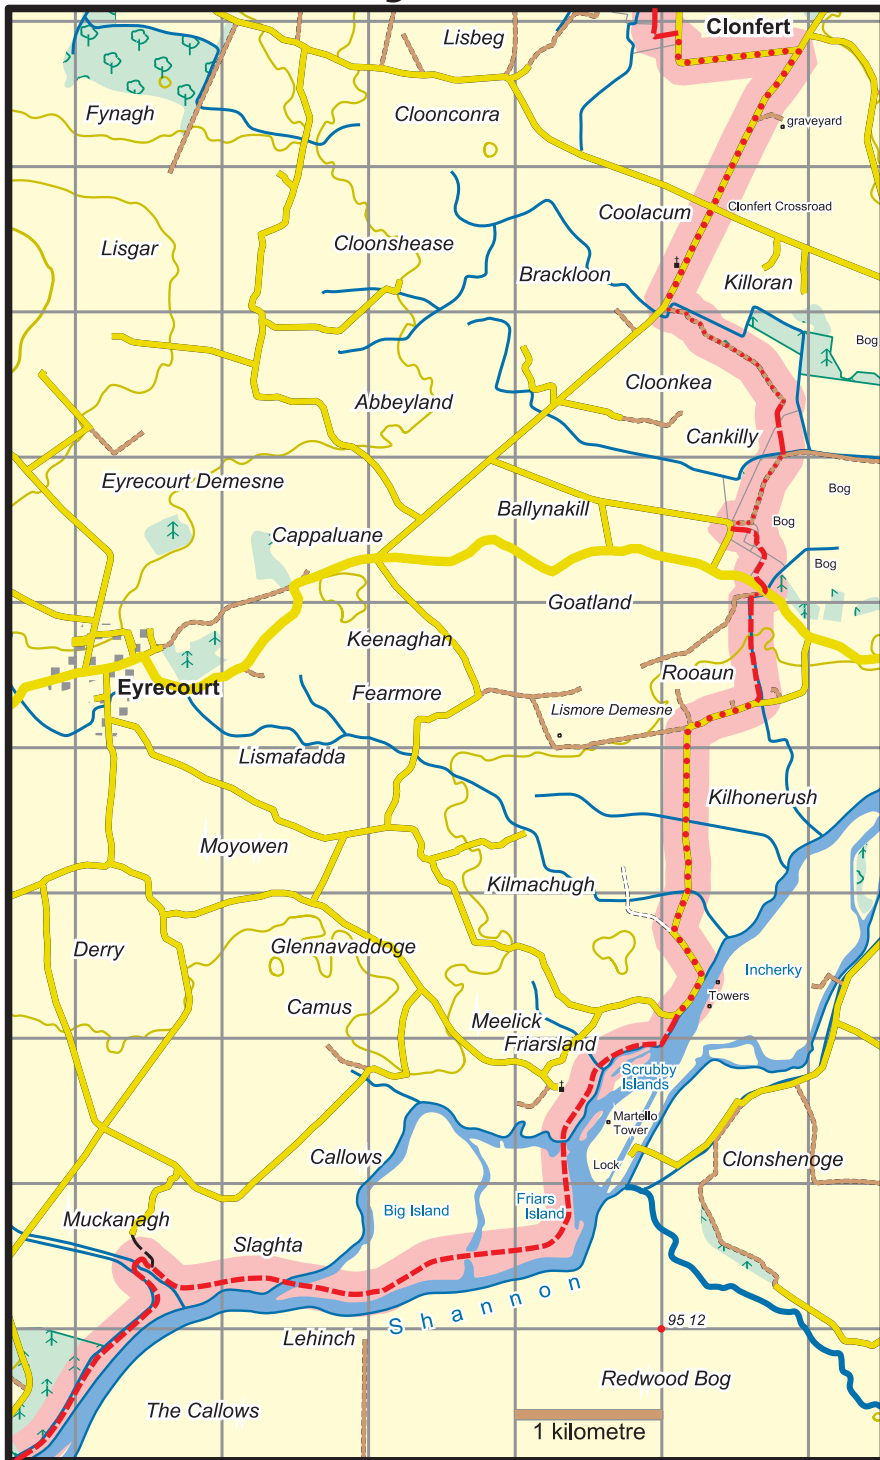 Clonfert
Lisbeg
Fynagh
Cloonconra
graveyard
Coolacum
Clonfert Crossroad
Lisgar
Cloonshease
Brackloon
Killoran
Bog
Cloonkea
Abbeyland
Cankilly
Eyrecourt Demesne
Bog
Ballynakill
Bog
Cappaluane
Bog
Goatland
Keenaghan
Rooaun
Eyrecourt
Fearmore
Lismore Demesne
Lismafadda
Kilhonerush
Moyowen
Kilmachugh
Derry
Glennavaddoge
Incherky
Camus
Towers
Meelick
Friarsland
Scrubby
Islands
Martello
Tower
Callows
Lock
Clonshenoge
Big Island
Friars
Island
Muckanagh
Slaghta
Shannon
Lehinch
95 12
Redwood Bog
The Callows
1 kilometre